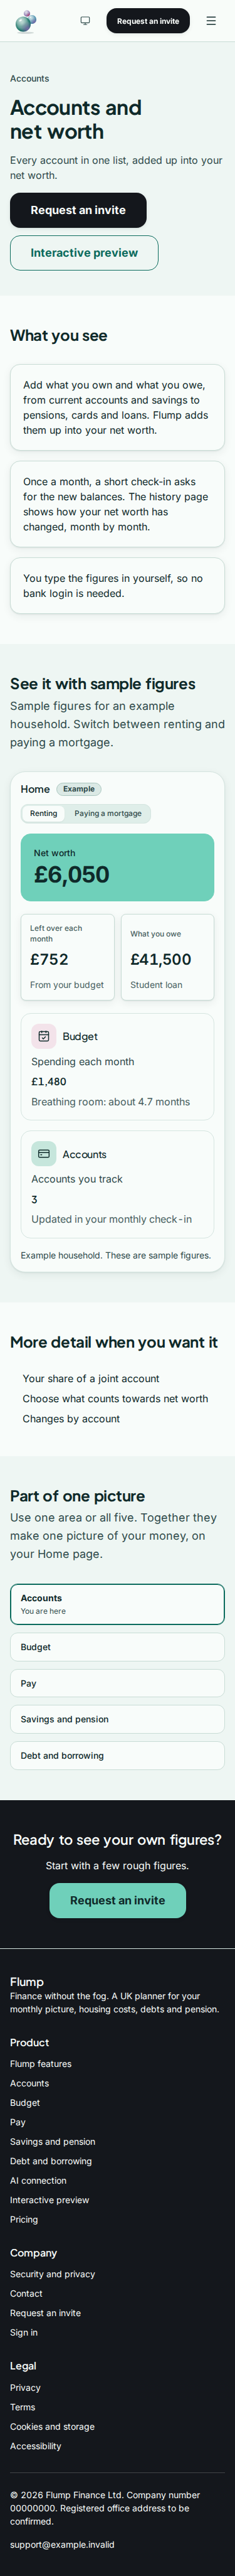 Request an invite
Accounts
Accounts and
net worth
Every account in one list, added up into your
net worth.
Request an invite
Interactive preview
What you see
Add what you own and what you owe,
from current accounts and savings to
pensions, cards and loans. Flump adds
them up into your net worth.
Once a month, a short check-in asks
for the new balances. The history page
shows how your net worth has
changed, month by month.
You type the figures in yourself, so no
bank login is needed.
See it with sample figures
Sample figures for an example
household. Switch between renting and
paying a mortgage.
Home Example
Renting Paying a mortgage
Net worth
£6,050
Left over each
month
£752
From your budget
What you owe
£41,500
Student loan
Budget
Spending each month
£1,480
Breathing room: about 4.7 months
Accounts
Accounts you track
3
Updated in your monthly check-in
Example household. These are sample figures.
More detail when you want it
Your share of a joint account
Choose what counts towards net worth
Changes by account
Part of one picture
Use one area or all five. Together they
make one picture of your money, on
your Home page.
Accounts
You are here
Budget
Pay
Savings and pension
Debt and borrowing
Ready to see your own figures?
Start with a few rough figures.
Request an invite
Flump
Finance without the fog. A UK planner for your
monthly picture, housing costs, debts and pension.
Product
Flump features
Accounts
Budget
Pay
Savings and pension
Debt and borrowing
AI connection
Interactive preview
Pricing
Company
Security and privacy
Contact
Request an invite
Sign in
Legal
Privacy
Terms
Cookies and storage
Accessibility
© 2026 Flump Finance Ltd. Company number
00000000. Registered office address to be
confirmed.
support@example.invalid